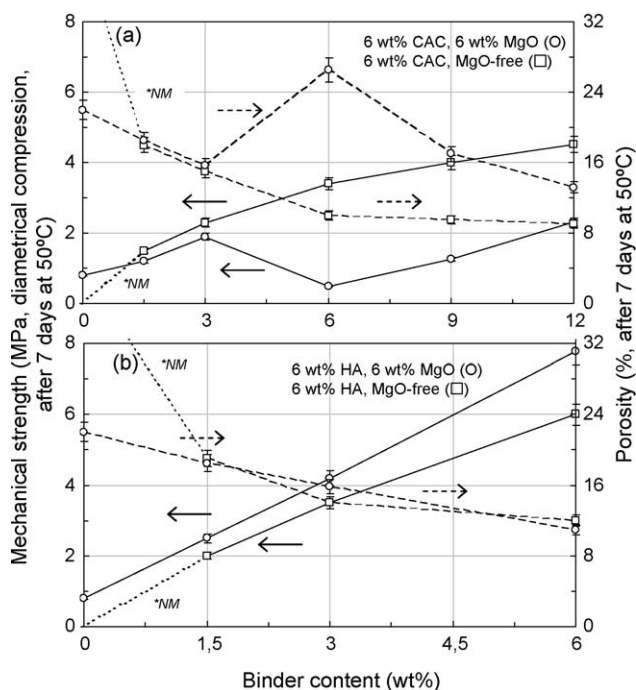 Mechanical strength (MPa, diametrical compression,
after 7 days at 50ºC)
Porosity (%, after 7 days at 50ºC)
(a)
6 wt% CAC, 6 wt% MgO (O)
6 wt% CAC, MgO-free (□)
*NM
*NM
8
6
4
2
0
32
24
16
8
0
0
3
6
9
12
(b)
6 wt% HA, 6 wt% MgO (O)
6 wt% HA, MgO-free (□)
*NM
*NM
8
6
4
2
0
32
24
16
8
0
0
1,5
3
4,5
6
Binder content (wt%)